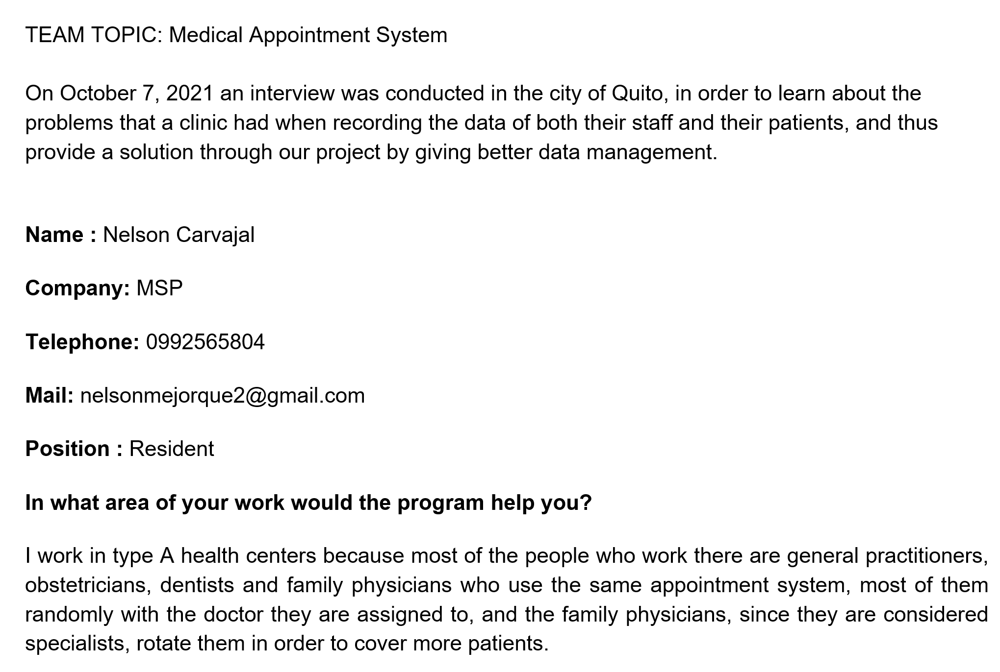 TEAM TOPIC: Medical Appointment System
On October 7, 2021 an interview was conducted in the city of Quito, in order to learn about the
problems that a clinic had when recording the data of both their staff and their patients, and thus
provide a solution through our project by giving better data management.
Name : Nelson Carvajal
Company: MSP
Telephone: 0992565804
Mail: nelsonmejorque2@gmail.com
Position : Resident
In what area of your work would the program help you?
I work in type A health centers because most of the people who work there are general practitioners,
obstetricians, dentists and family physicians who use the same appointment system, most of them
randomly with the doctor they are assigned to, and the family physicians, since they are considered
specialists, rotate them in order to cover more patients.